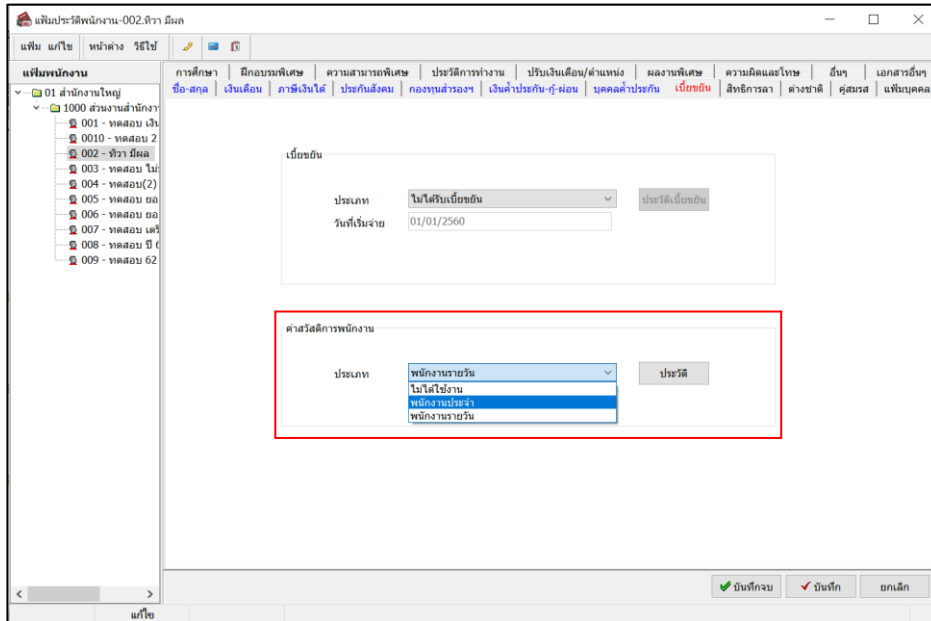 แฟ้มประวัติพนักงาน-002.ทิวา มีผล
แฟ้ม แก้ไข หน้าต่าง วิธีใช้
แฟ้มพนักงาน
01 สำนักงานใหญ่
1000 ส่วนงานสำนักงา
001 - ทดสอบ เงิน
0010 - ทดสอบ 2
002 - ทิวา มีผล
003 - ทดสอบ ไม่
004 - ทดสอบ(2)
005 - ทดสอบ ยอ
006 - ทดสอบ ยอ
007 - ทดสอบ เตรี
008 - ทดสอบ ปี 6
009 - ทดสอบ 62
การศึกษา ฝึกอบรมพิเศษ ความสามารถพิเศษ ประวัติการทำงาน ปรับเงินเดือน/ตำแหน่ง ผลงานพิเศษ ความผิดและโทษ อื่นๆ เอกสารอื่นๆ
ชื่อ-สกุล เงินเดือน ภาษีเงินได้ ประกันสังคม กองทุนสำรองฯ เงินค้ำประกัน-กู้-ผ่อน บุคคลค้ำประกัน เบี้ยขยัน สิทธิการลา ต่างชาติ คู่สมรส แฟ้มบุคคล
เบี้ยขยัน
ประเภท ไม่ได้รับเบี้ยขยัน ประวัติเบี้ยขยัน
วันที่เริ่มจ่าย 01/01/2560
ค่าสวัสดิการพนักงาน
ประเภท พนักงานรายวัน ประวัติ
ไม่ได้ใช้งาน
พนักงานประจำ
พนักงานรายวัน
บันทึกจบ บันทึก ยกเลิก
แก้ไข